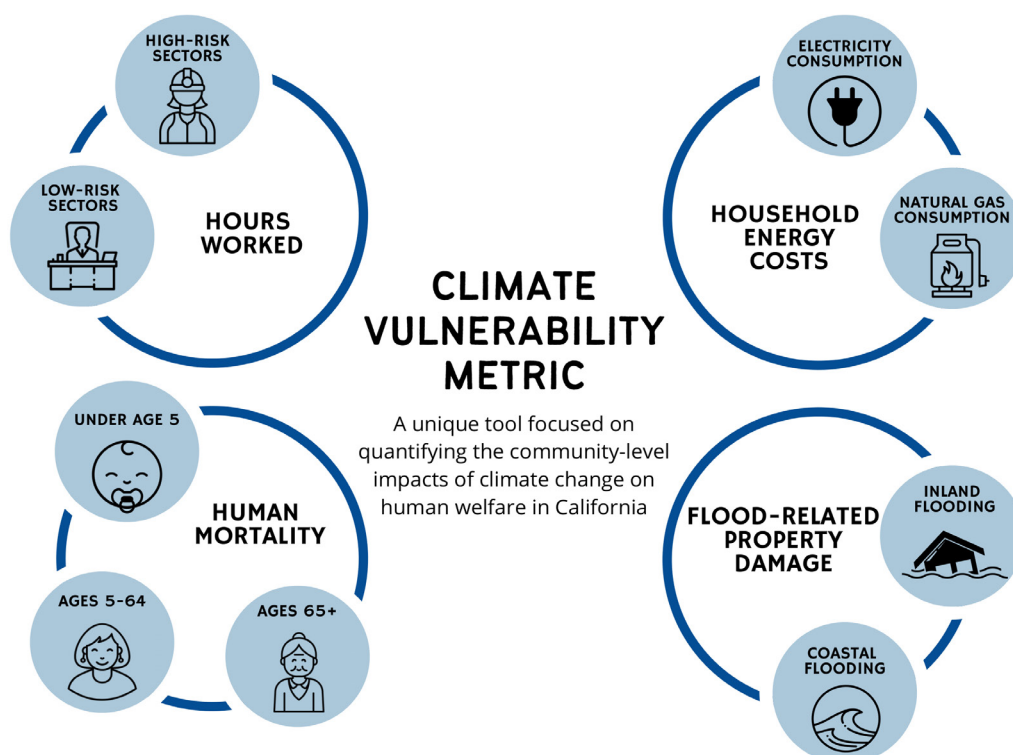 HIGH-RISK
SECTORS
LOW-RISK
SECTORS
HOURS
WORKED
ELECTRICITY
CONSUMPTION
NATURAL GAS
CONSUMPTION
HOUSEHOLD
ENERGY
COSTS
CLIMATE
VULNERABILITY
METRIC
A unique tool focused on
quantifying the community-level
impacts of climate change on
human welfare in California
UNDER AGE 5
HUMAN
MORTALITY
AGES 5-64
AGES 65+
INLAND
FLOODING
FLOOD-RELATED
PROPERTY
DAMAGE
COASTAL
FLOODING